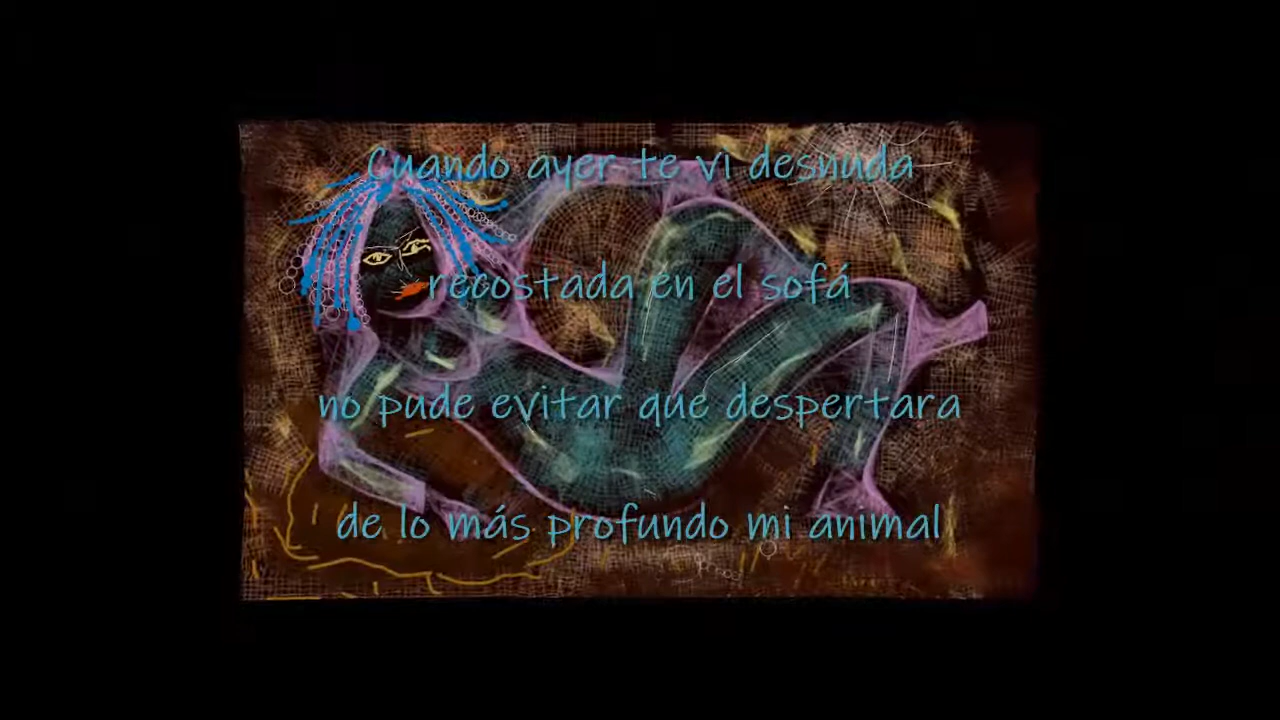 Cuando ayer te vi desnuda
recostada en el sofá
no pude evitar que despertara
de lo más profundo mi animal